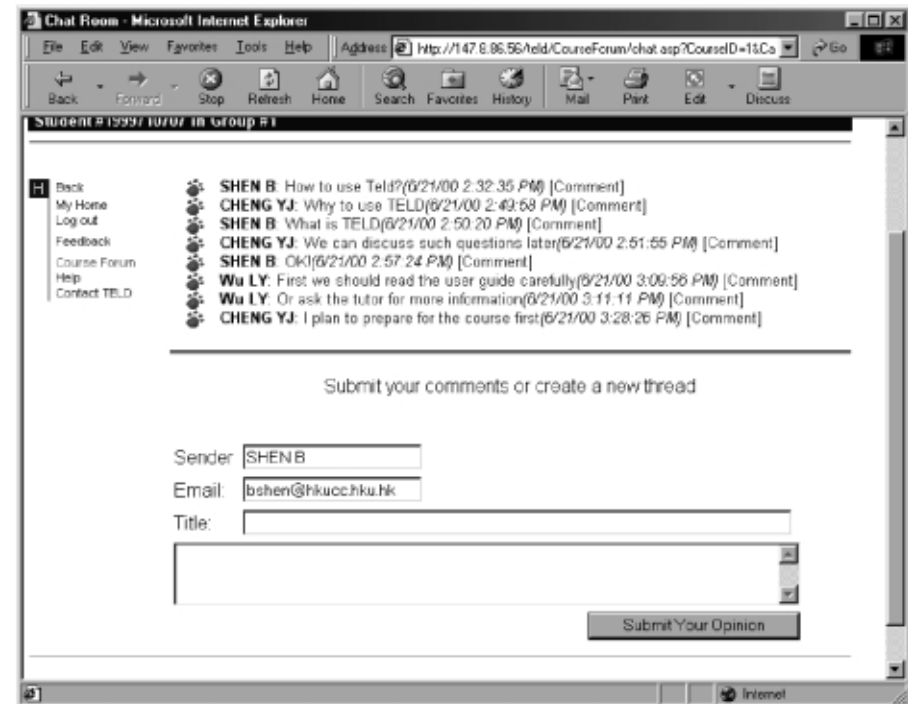 Chat Room - Microsoft Internet Explorer
File Edit View Favorites Tools Help Address http://147.8.86.56/teld/CourseForum/chat.asp?CourseID=1&Ca Go
Back Forward Stop Refresh Home Search Favorites History Mail Print Edit Discuss
Student#199710707 in Group #1
H Back
My Home
Log out
Feedback
Course Forum
Help
Contact TELD
SHEN B: How to use Teld?(6/21/00 2:32:35 PM) [Comment]
CHENG YJ: Why to use TELD(6/21/00 2:49:58 PM) [Comment]
SHEN B: What is TELD(6/21/00 2:50:20 PM) [Comment]
CHENG YJ: We can discuss such questions later(6/21/00 2:51:55 PM) [Comment]
SHEN B: OK!(6/21/00 2:57:24 PM) [Comment]
Wu LY: First we should read the user guide carefully(6/21/00 3:09:56 PM) [Comment]
Wu LY: Or ask the tutor for more information(6/21/00 3:11:11 PM) [Comment]
CHENG YJ: I plan to prepare for the course first(6/21/00 3:28:26 PM) [Comment]
Submit your comments or create a new thread
Sender SHEN B
Email: bshen@hkucc.hku.hk
Title:
Submit Your Opinion
Internet